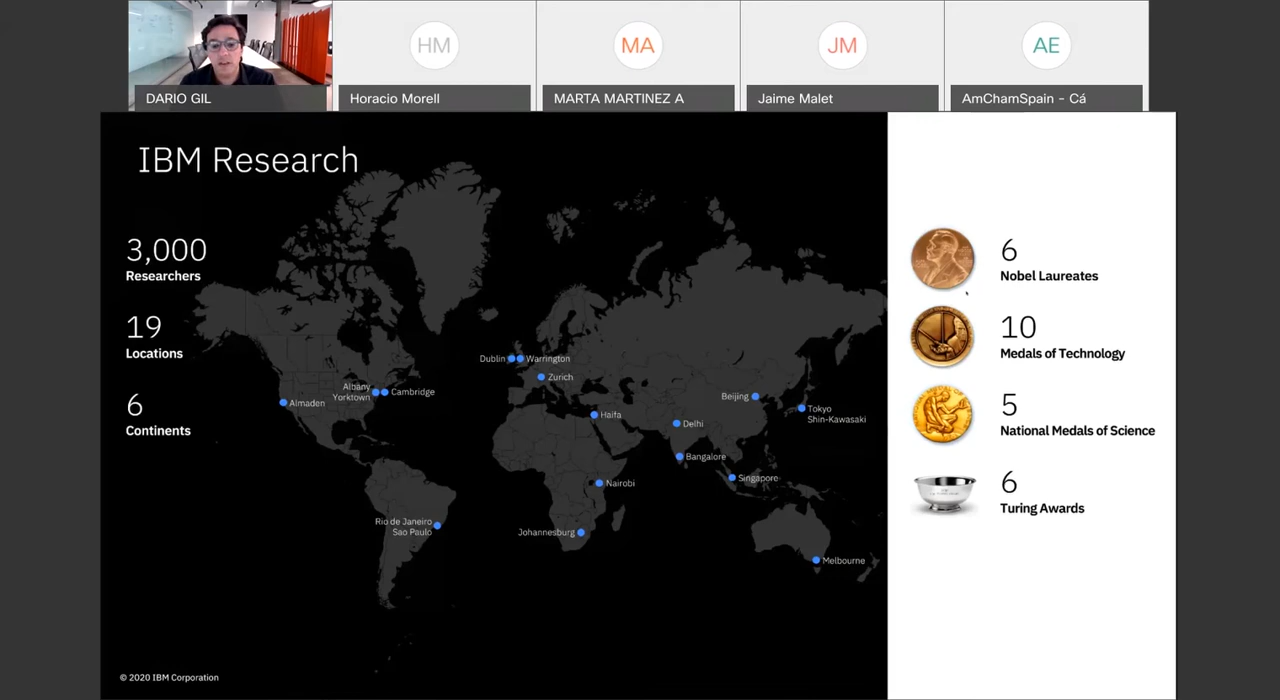 HM
MA
JM
AE
DARIO GIL
Horacio Morell
MARTA MARTINEZ A
Jaime Malet
AmChamSpain - Cá
IBM Research
3,000
Researchers
19
Locations
6
Continents
Dublin
Warrington
Zurich
Albany
Yorktown
Cambridge
Almaden
Haifa
Beijing
Tokyo
Shin-Kawasaki
Delhi
Bangalore
Singapore
Nairobi
Rio de Janeiro
Sao Paulo
Johannesburg
Melbourne
6
Nobel Laureates
10
Medals of Technology
5
National Medals of Science
6
Turing Awards
© 2020 IBM Corporation